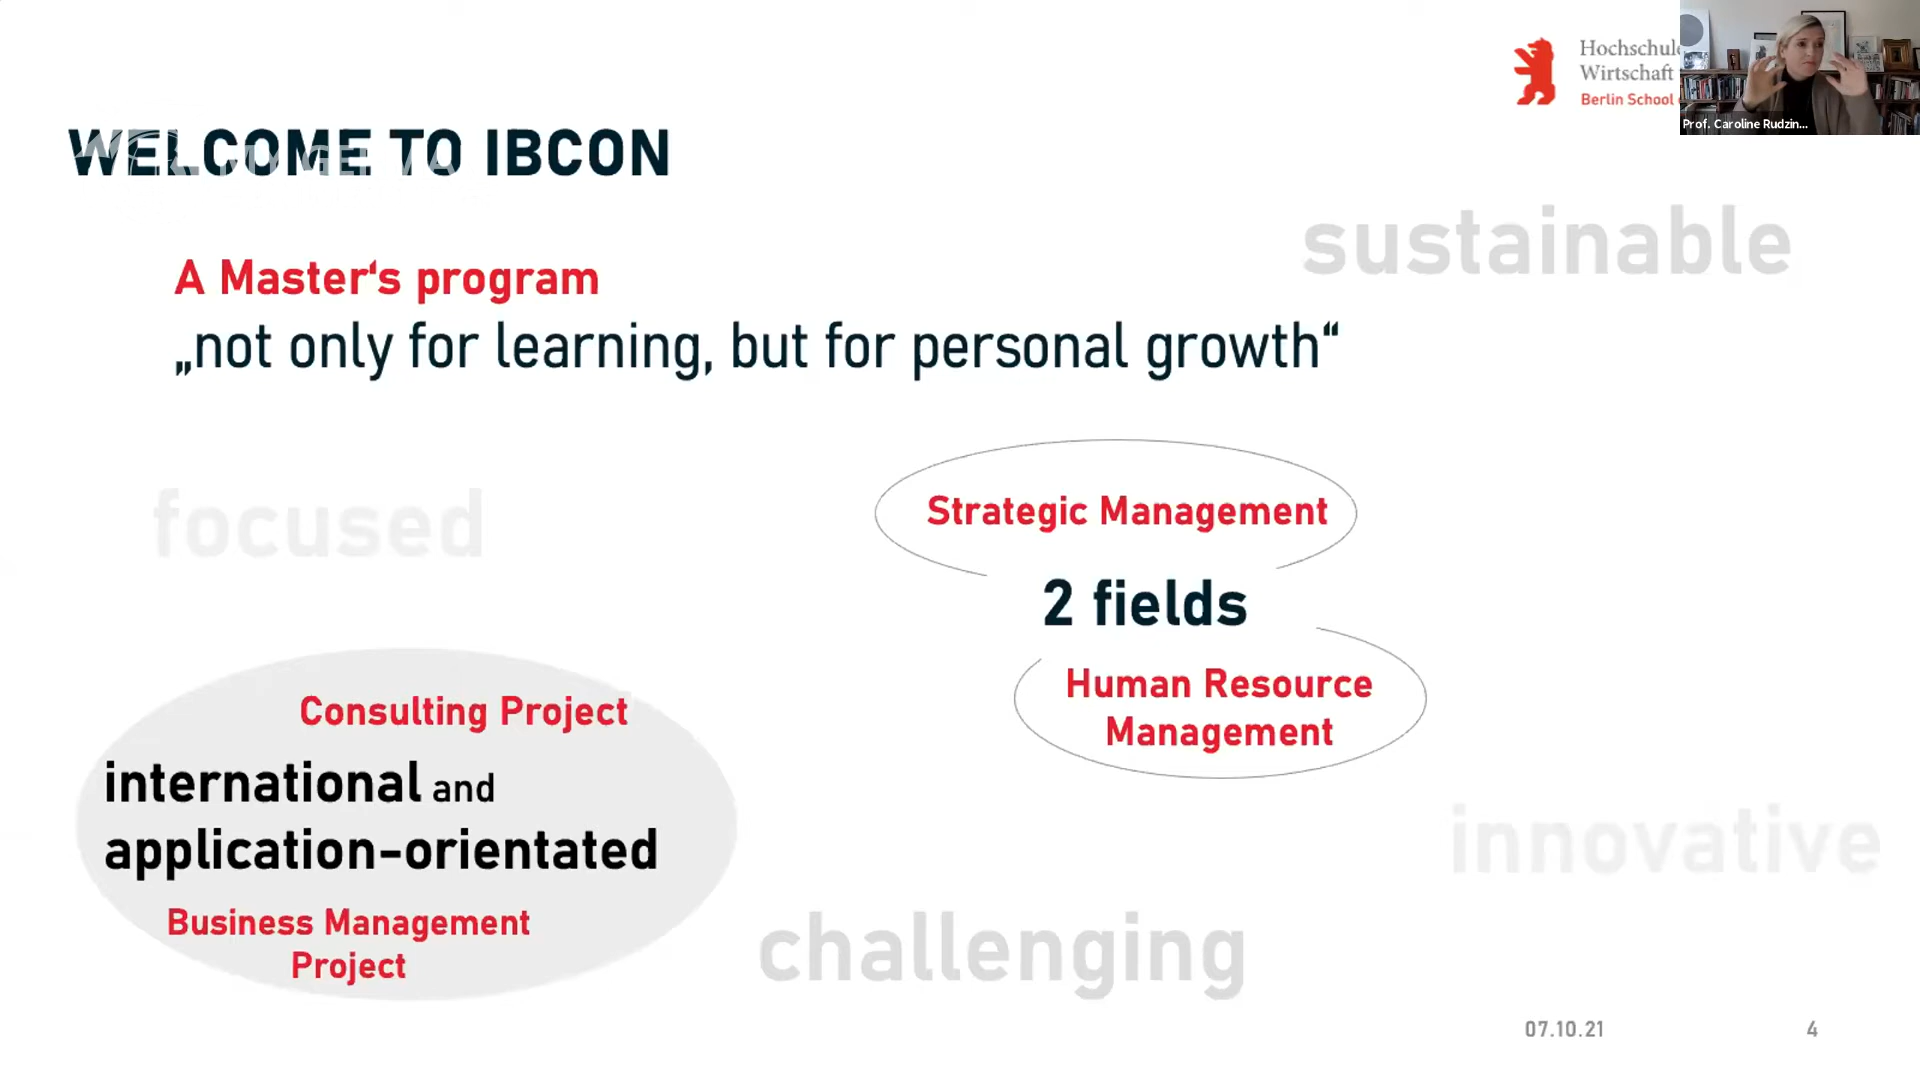 Hochschul
Wirtschaft
Berlin School
Prof. Caroline Rudzin...
WELCOME TO IBCON
sustainable
A Master‘s program
„not only for learning, but for personal growth“
focused
Strategic Management
2 fields
Human Resource
Management
Consulting Project
international and
application-orientated
Business Management
Project
innovative
challenging
07.10.21
4